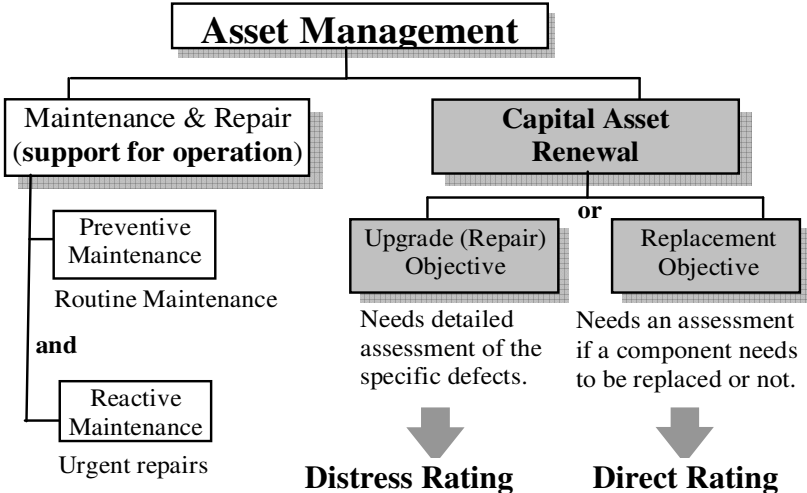 Asset Management
Maintenance & Repair
(support for operation)
Preventive
Maintenance
Routine Maintenance
and
Reactive
Maintenance
Urgent repairs
Capital Asset
Renewal
or
Upgrade (Repair)
Objective
Needs detailed
assessment of the
specific defects.
Distress Rating
Replacement
Objective
Needs an assessment
if a component needs
to be replaced or not.
Direct Rating